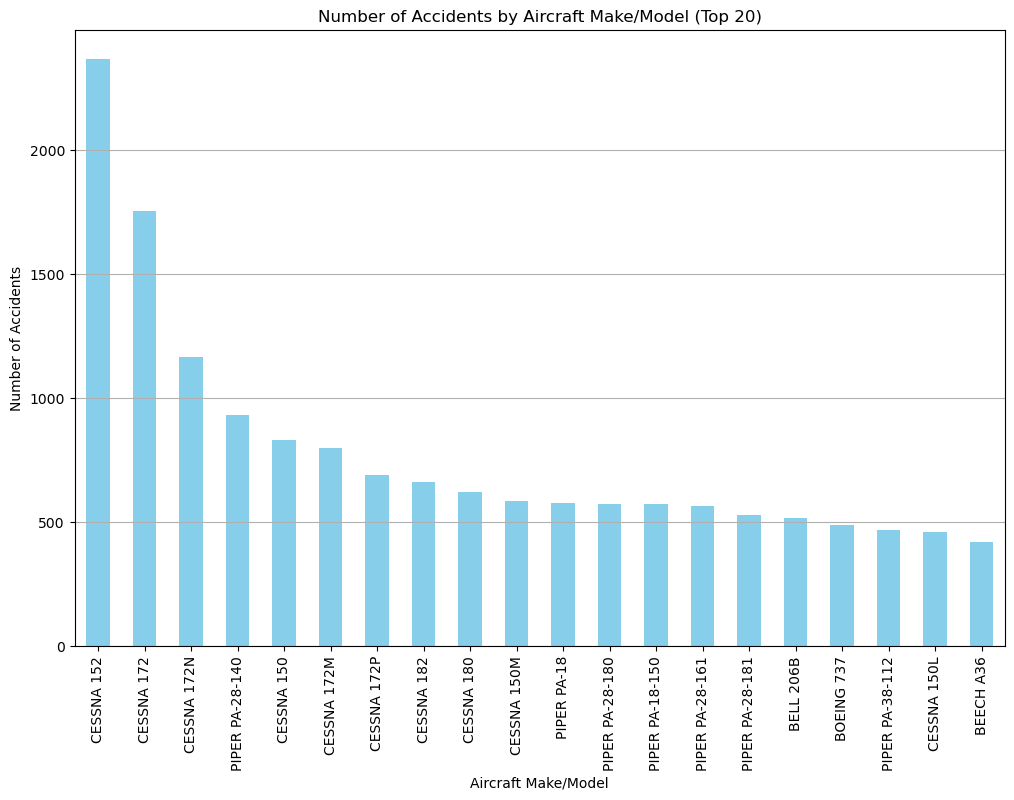 Number of Accidents by Aircraft Make/Model (Top 20)
Number of Accidents
2000
1500
1000
500
0
CESSNA 152
CESSNA 172
CESSNA 172N
PIPER PA-28-140
CESSNA 150
CESSNA 172M
CESSNA 172P
CESSNA 182
CESSNA 180
CESSNA 150M
PIPER PA-18
PIPER PA-28-180
PIPER PA-18-150
PIPER PA-28-161
PIPER PA-28-181
BELL 206B
BOEING 737
PIPER PA-38-112
CESSNA 150L
BEECH A36
Aircraft Make/Model